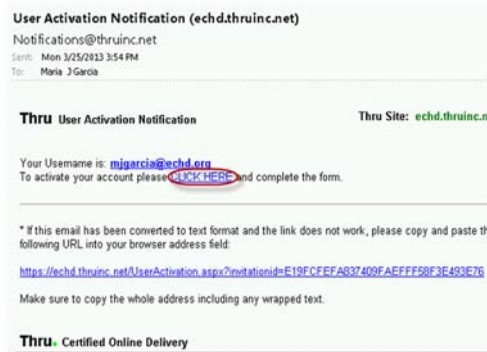 User Activation Notification (echd.thruinc.net)
Notifications@thruinc.net
Sent: Mon 3/25/2013 3:54 PM
To: Maria J Garcia
Thru User Activation Notification Thru Site: echd.thruinc.n
Your Username is: mjgarcia@echd.org
To activate your account please CLICK HERE and complete the form.
* If this email has been converted to text format and the link does not work, please copy and paste th
following URL into your browser address field:
https://echd.thruinc.net/UserActivation.aspx?invitationid=E19FCFEFA837409FAEFFF58F3E493E76
Make sure to copy the whole address including any wrapped text.
Thru. Certified Online Delivery